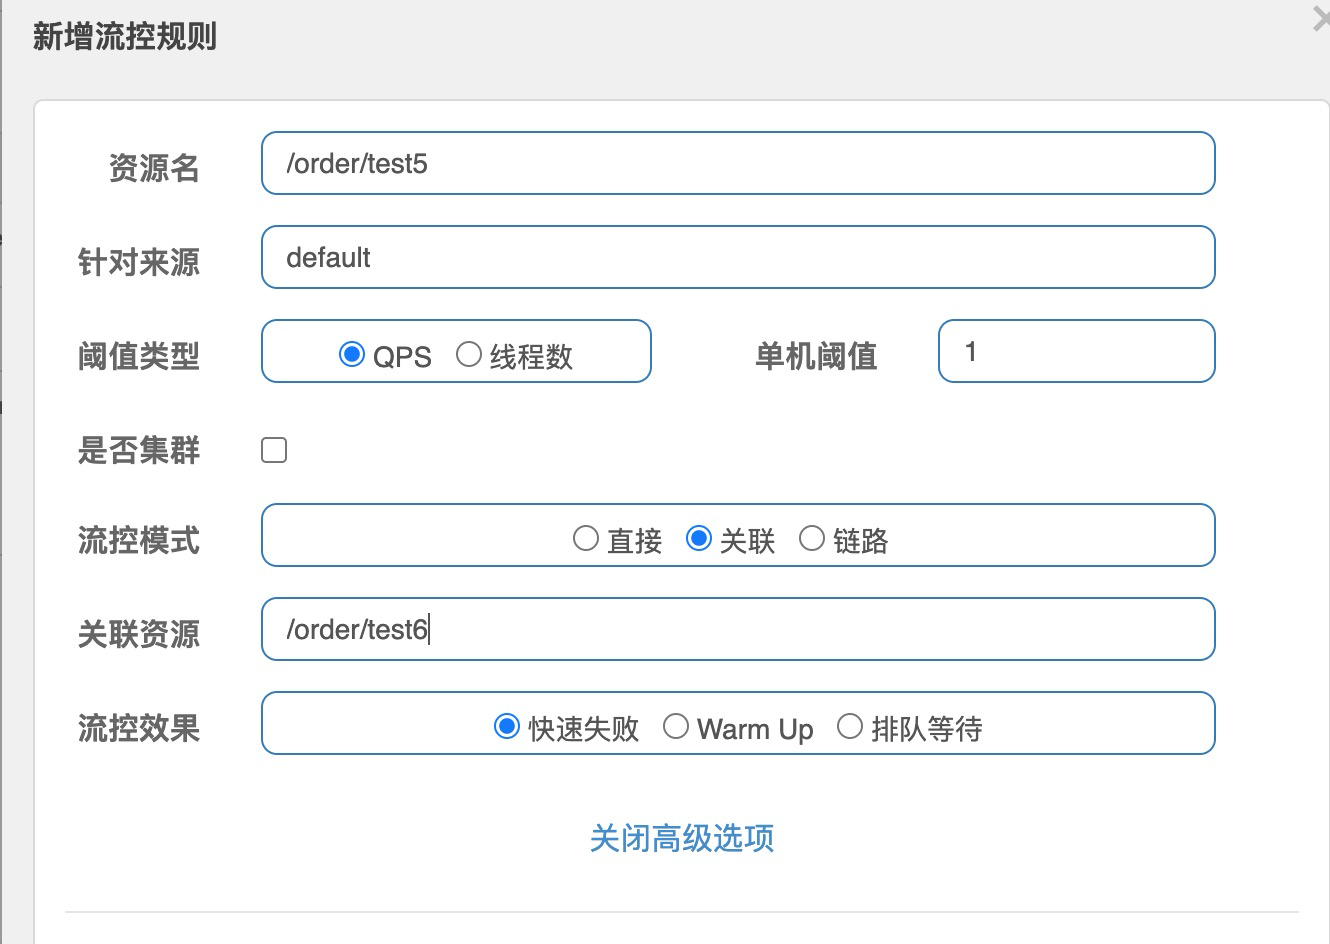 新增流控规则
资源名 /order/test5
针对来源 default
阈值类型 QPS 线程数 单机阈值 1
是否集群
流控模式 直接 关联 链路
关联资源 /order/test6
流控效果 快速失败 Warm Up 排队等待
关闭高级选项